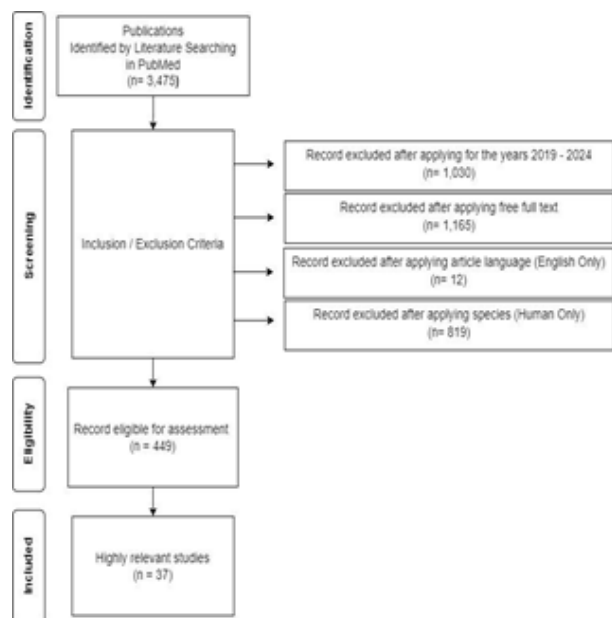 Identification
Publications
Identified by Literature Searching
in PubMed
(n= 3,475)
Screening
Inclusion / Exclusion Criteria
Record excluded after applying for the years 2019 - 2024
(n= 1,030)
Record excluded after applying free full text
(n= 1,165)
Record excluded after applying article language (English Only)
(n= 12)
Record excluded after applying species (Human Only)
(n= 819)
Eligibility
Record eligible for assessment
(n = 449)
Included
Highly relevant studies
(n = 37)